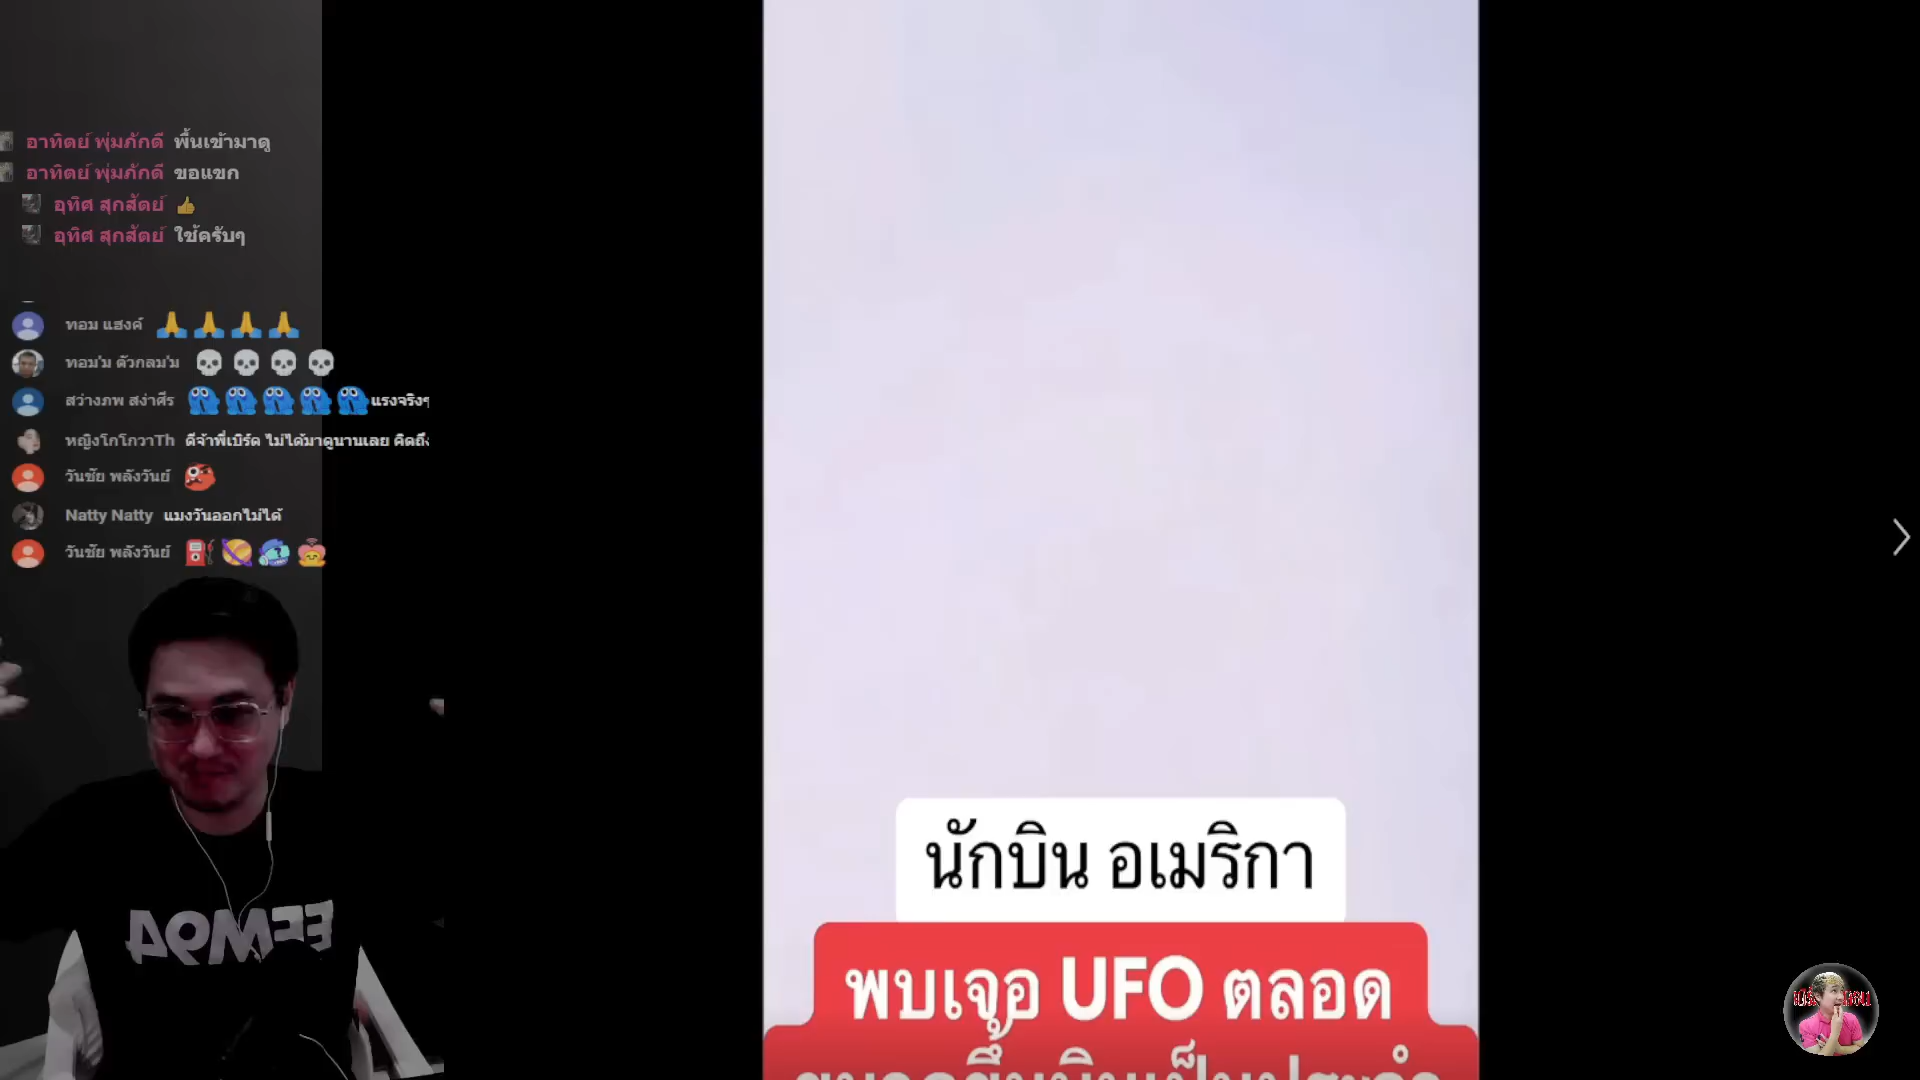 อาทิตย์ พุ่มภักดี พื้นเข้ามาดู
อาทิตย์ พุ่มภักดี ขอแขก
อุทิศ สุกสัตย์ 👍
อุทิศ สุกสัตย์ ใช้ครับๆ
ทอม แฮงค์ 🙏🙏🙏🙏
ทอม'ม ตัวกลม'ม 💀💀💀💀
สว่างภพ สง่าศีร แรงจริงๆ
หญิงโกโกวาTh ดีจ้าพี่เบิร์ด ไม่ได้มาดูนานเลย คิดถึง
วันชัย พลังวันย์
Natty Natty แมงวันออกไม่ได้
วันชัย พลังวันย์
นักบิน อเมริกา
พบเจอ UFO ตลอด